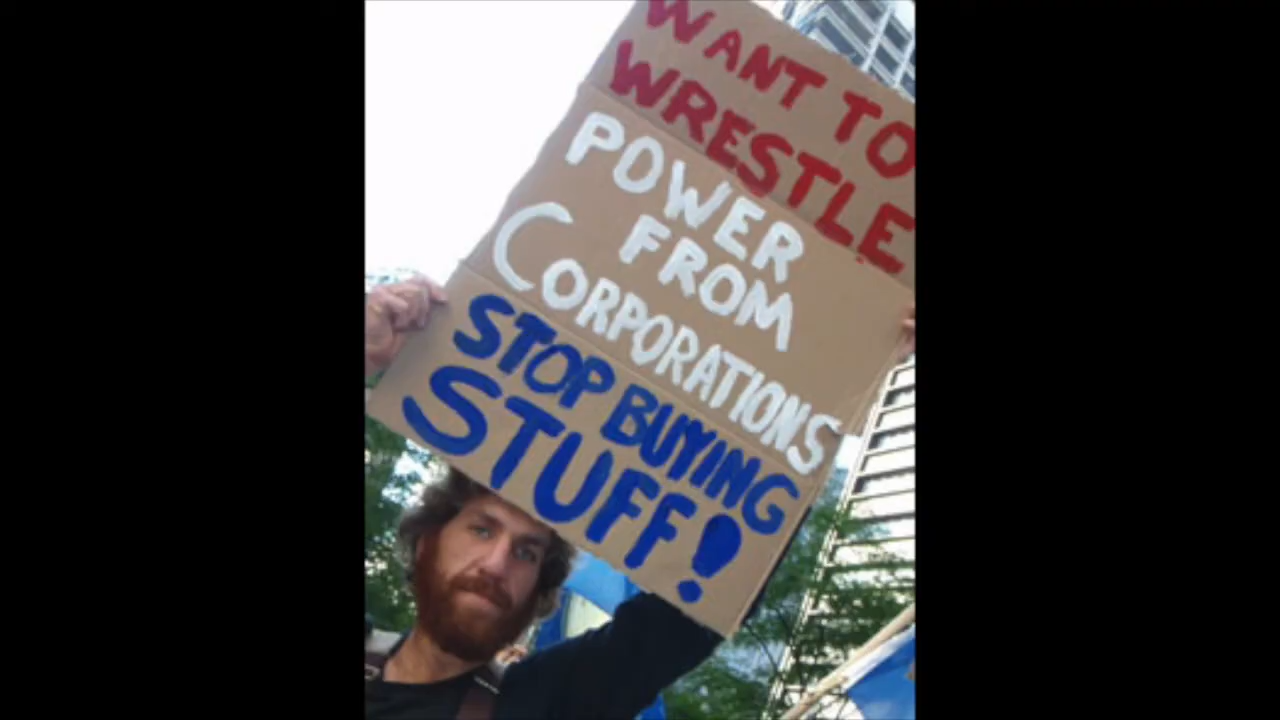 WANT TO
WRESTLE
POWER
FROM
CORPORATIONS
STOP BUYING
STUFF!